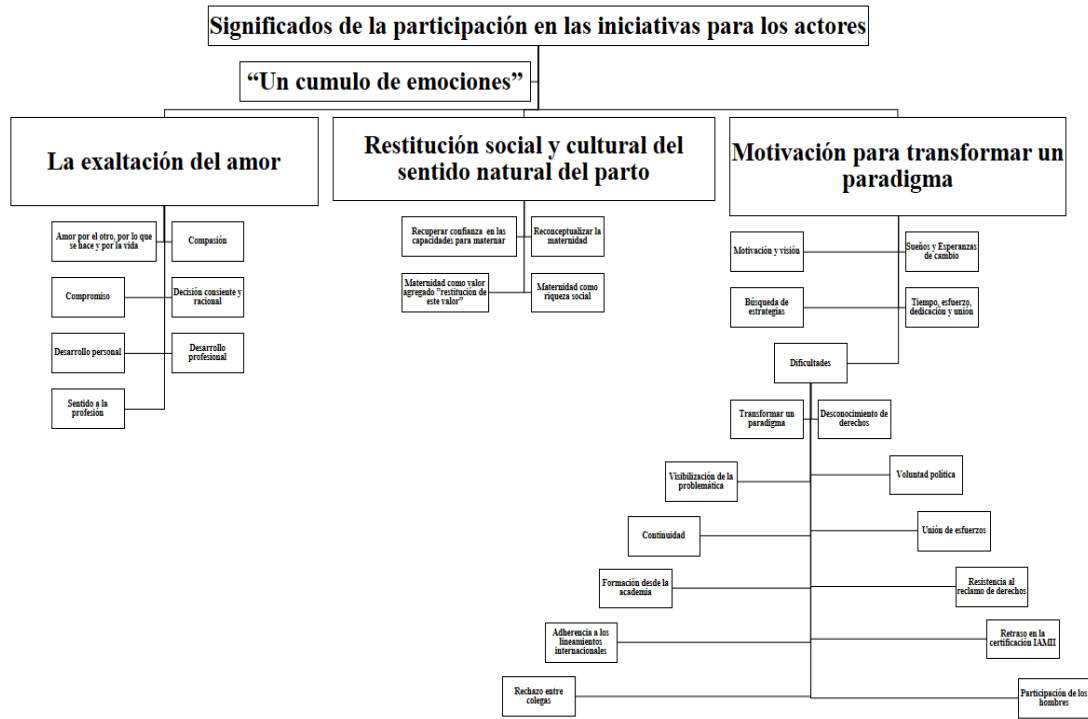 Significados de la participación en las iniciativas para los actores
“Un cumulo de emociones”
La exaltación del amor
Restitución social y cultural del
sentido natural del parto
Motivación para transformar un
paradigma
Amor por el otro, por lo que
se hace y por la vida
Compasión
Compromiso
Decisión consiente y
racional
Desarrollo personal
Desarrollo
profesional
Sentido a la
profesión
Recuperar confianza en las
capacidades para maternar
Reconceptualizar la
maternidad
Maternidad como valor
agregado "restitución de
este valor"
Maternidad como
riqueza social
Motivación y visión
Sueños y Esperanzas
de cambio
Búsqueda de
estrategias
Tiempo, esfuerzo,
dedicación y unión
Dificultades
Transformar un
paradigma
Desconocimiento de
derechos
Visibilización de la
problemática
Voluntad política
Continuidad
Unión de esfuerzos
Formación desde la
academia
Resistencia al
reclamo de derechos
Adherencia a los
lineamientos
internacionales
Retraso en la
certificación IAMII
Rechazo entre
colegas
Participación de los
hombres